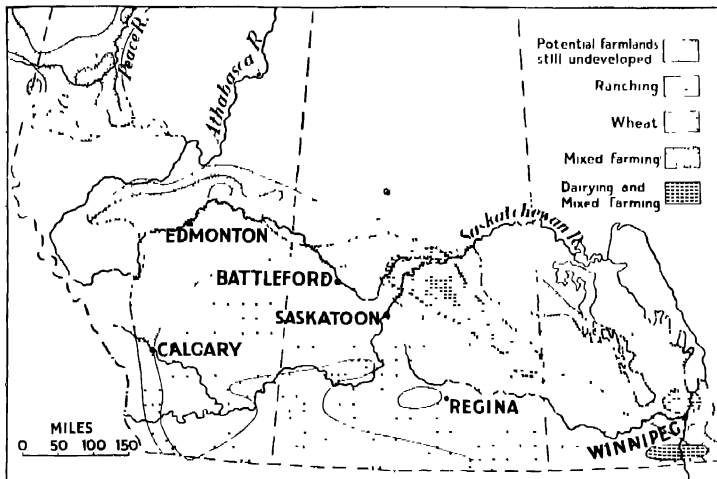 Peace R.
Athabasca R.
Potential farmlands
still undeveloped
Ranching
Wheat
Mixed farming
Dairying and
Mixed Farming
Saskatchewan R.
EDMONTON
BATTLEFORD
SASKATOON
CALGARY
REGINA
WINNIPEG
MILES
0 50 100 150